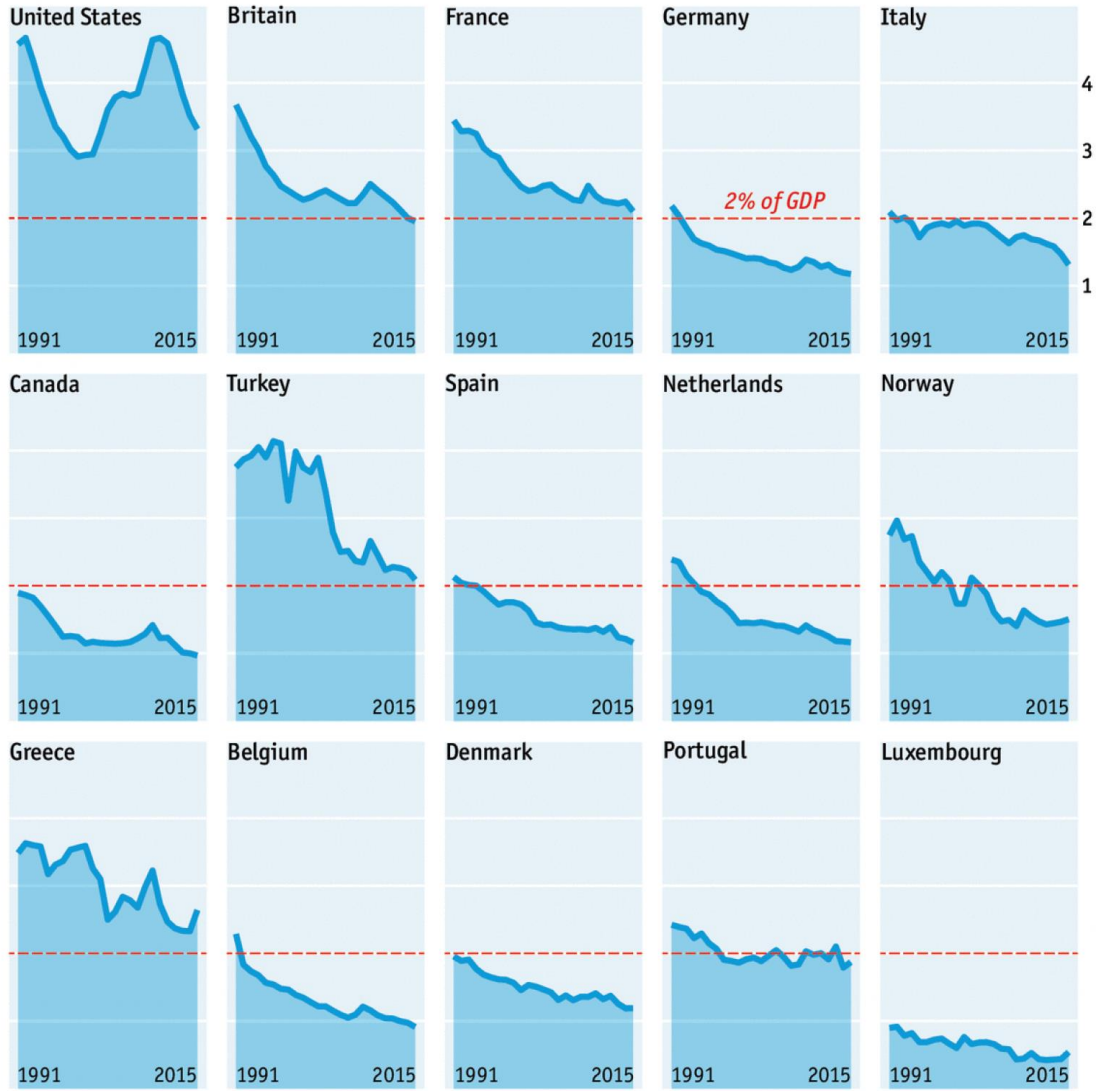 United States
Britain
France
Germany
Italy
4
3
2% of GDP
2
1
1991 2015
1991 2015
1991 2015
1991 2015
1991 2015
Canada
Turkey
Spain
Netherlands
Norway
1991 2015
1991 2015
1991 2015
1991 2015
1991 2015
Greece
Belgium
Denmark
Portugal
Luxembourg
1991 2015
1991 2015
1991 2015
1991 2015
1991 2015